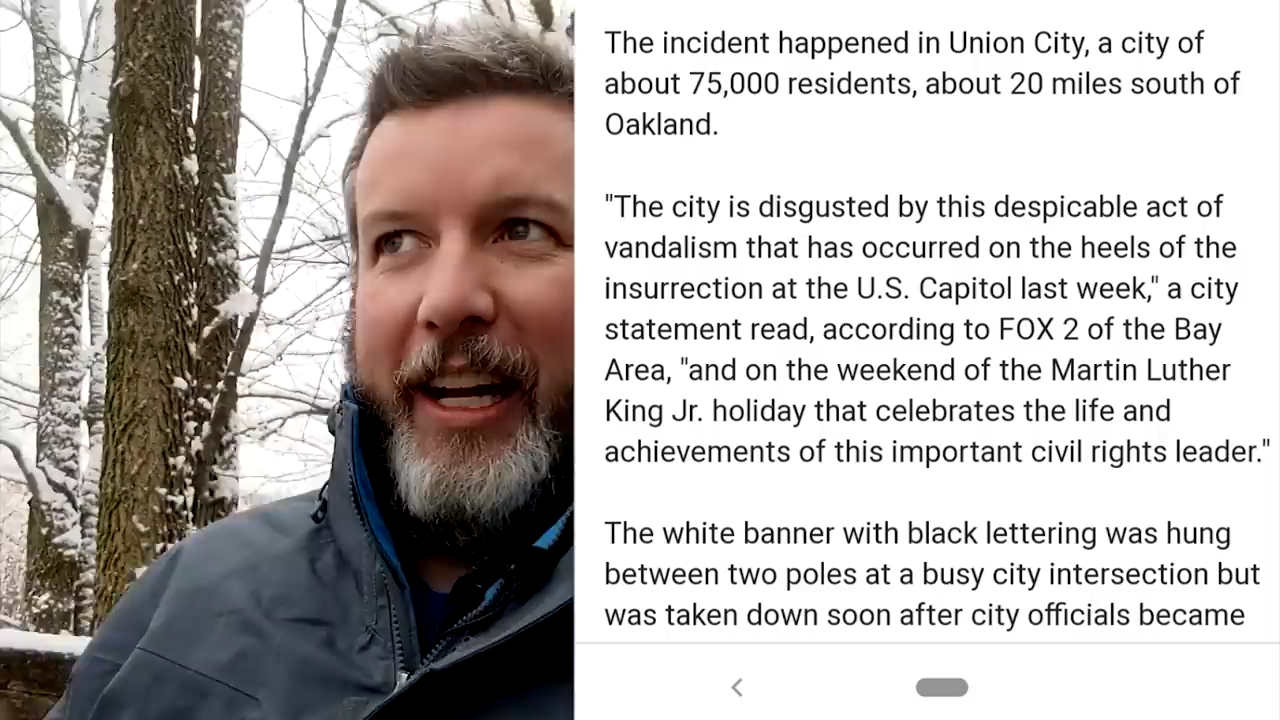 The incident happened in Union City, a city of
about 75,000 residents, about 20 miles south of
Oakland.
"The city is disgusted by this despicable act of
vandalism that has occurred on the heels of the
insurrection at the U.S. Capitol last week," a city
statement read, according to FOX 2 of the Bay
Area, "and on the weekend of the Martin Luther
King Jr. holiday that celebrates the life and
achievements of this important civil rights leader."
The white banner with black lettering was hung
between two poles at a busy city intersection but
was taken down soon after city officials became